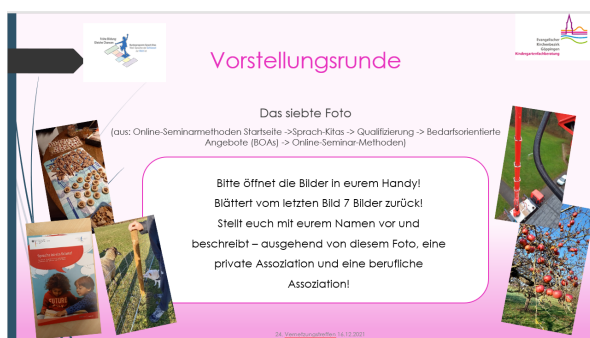 Vorstellungsrunde
Evangelischer
Kirchenbezirk
Göppingen
Kindergartenfachberatung
Das siebte Foto
(aus: Online-Seminarmethoden Startseite ->Sprach-Kitas -> Qualifizierung -> Bedarfsorientierte
Angebote (BOAs) -> Online-Seminar-Methoden)
Bitte öffnet die Bilder in eurem Handy!
Blättert vom letzten Bild 7 Bilder zurück!
Stellt euch mit eurem Namen vor und
beschreibt – ausgehend von diesem Foto, eine
private Assoziation und eine berufliche
Assoziation!
FUTURE
24. Vernetzungstreffen 14.12.2021